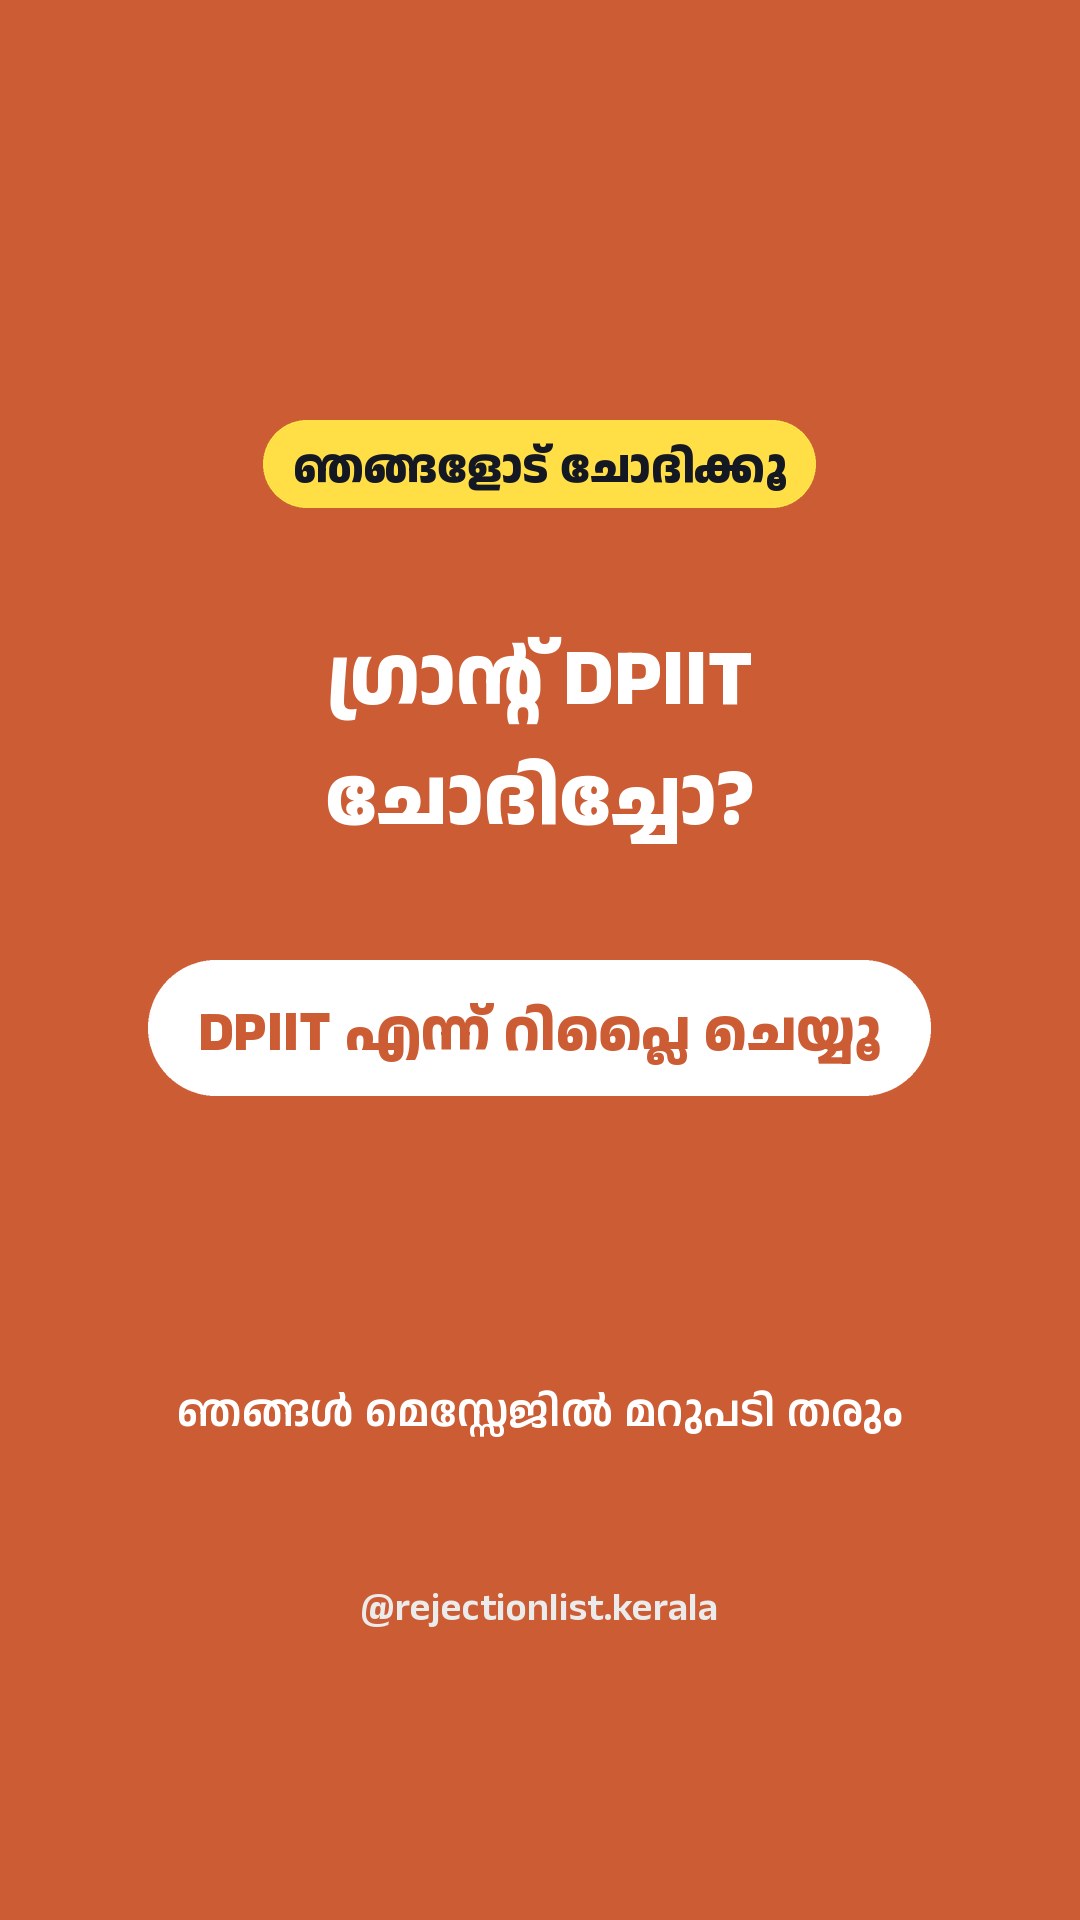 ഞങ്ങളോട് ചോദിക്കൂ
ഗ്രാന്റ് DPIIT
ചോദിച്ചോ?
DPIIT എന്ന് റിപ്ലൈ ചെയ്യൂ
ഞങ്ങൾ മെസ്സേജിൽ മറുപടി തരും
@rejectionlist.kerala